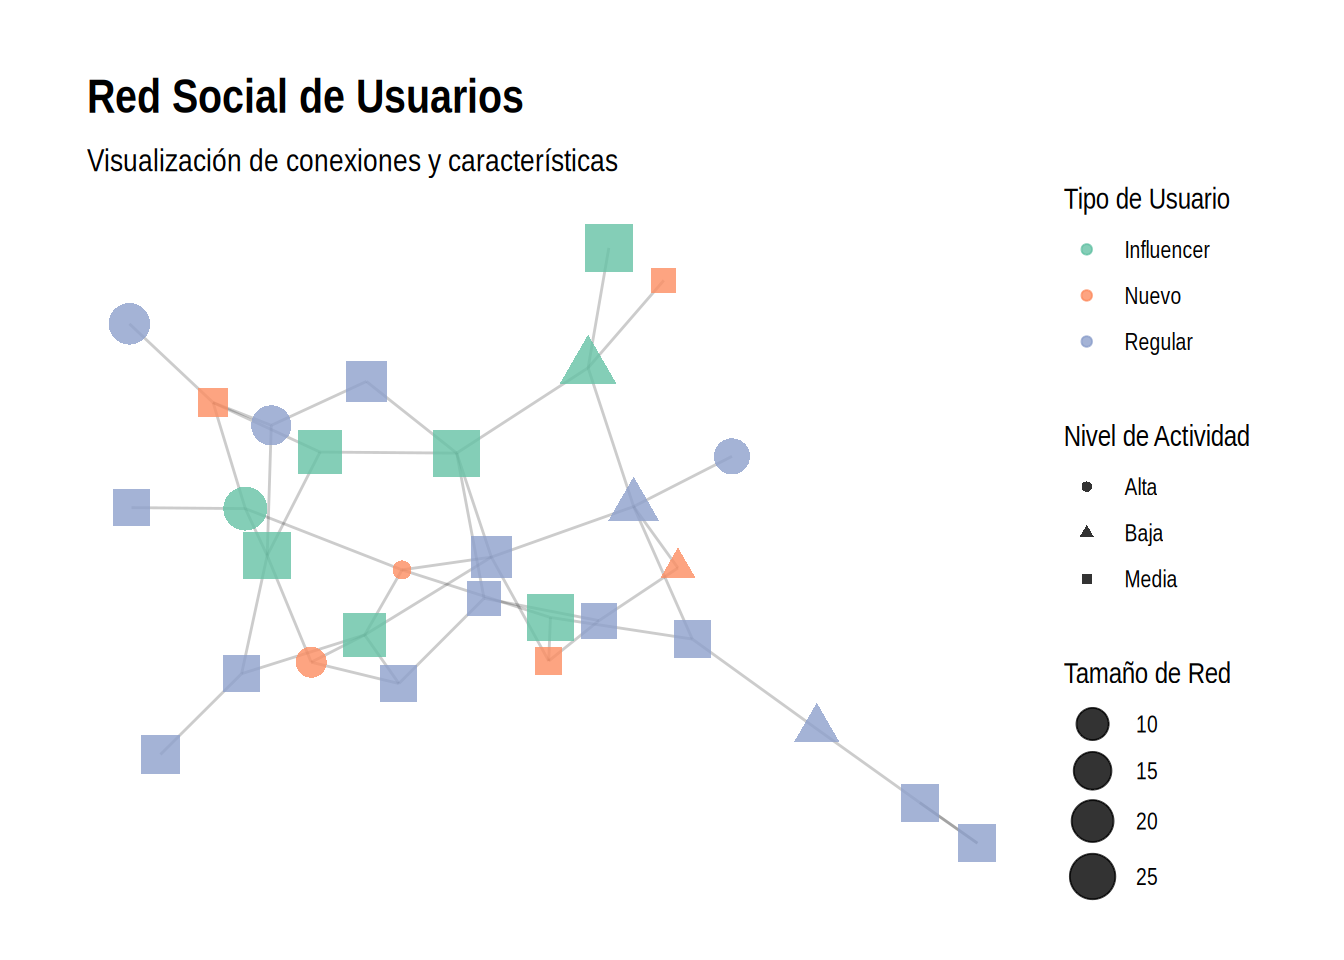 Red Social de Usuarios
Visualización de conexiones y características
Tipo de Usuario
Influencer
Nuevo
Regular
Nivel de Actividad
Alta
Baja
Media
Tamaño de Red
10
15
20
25